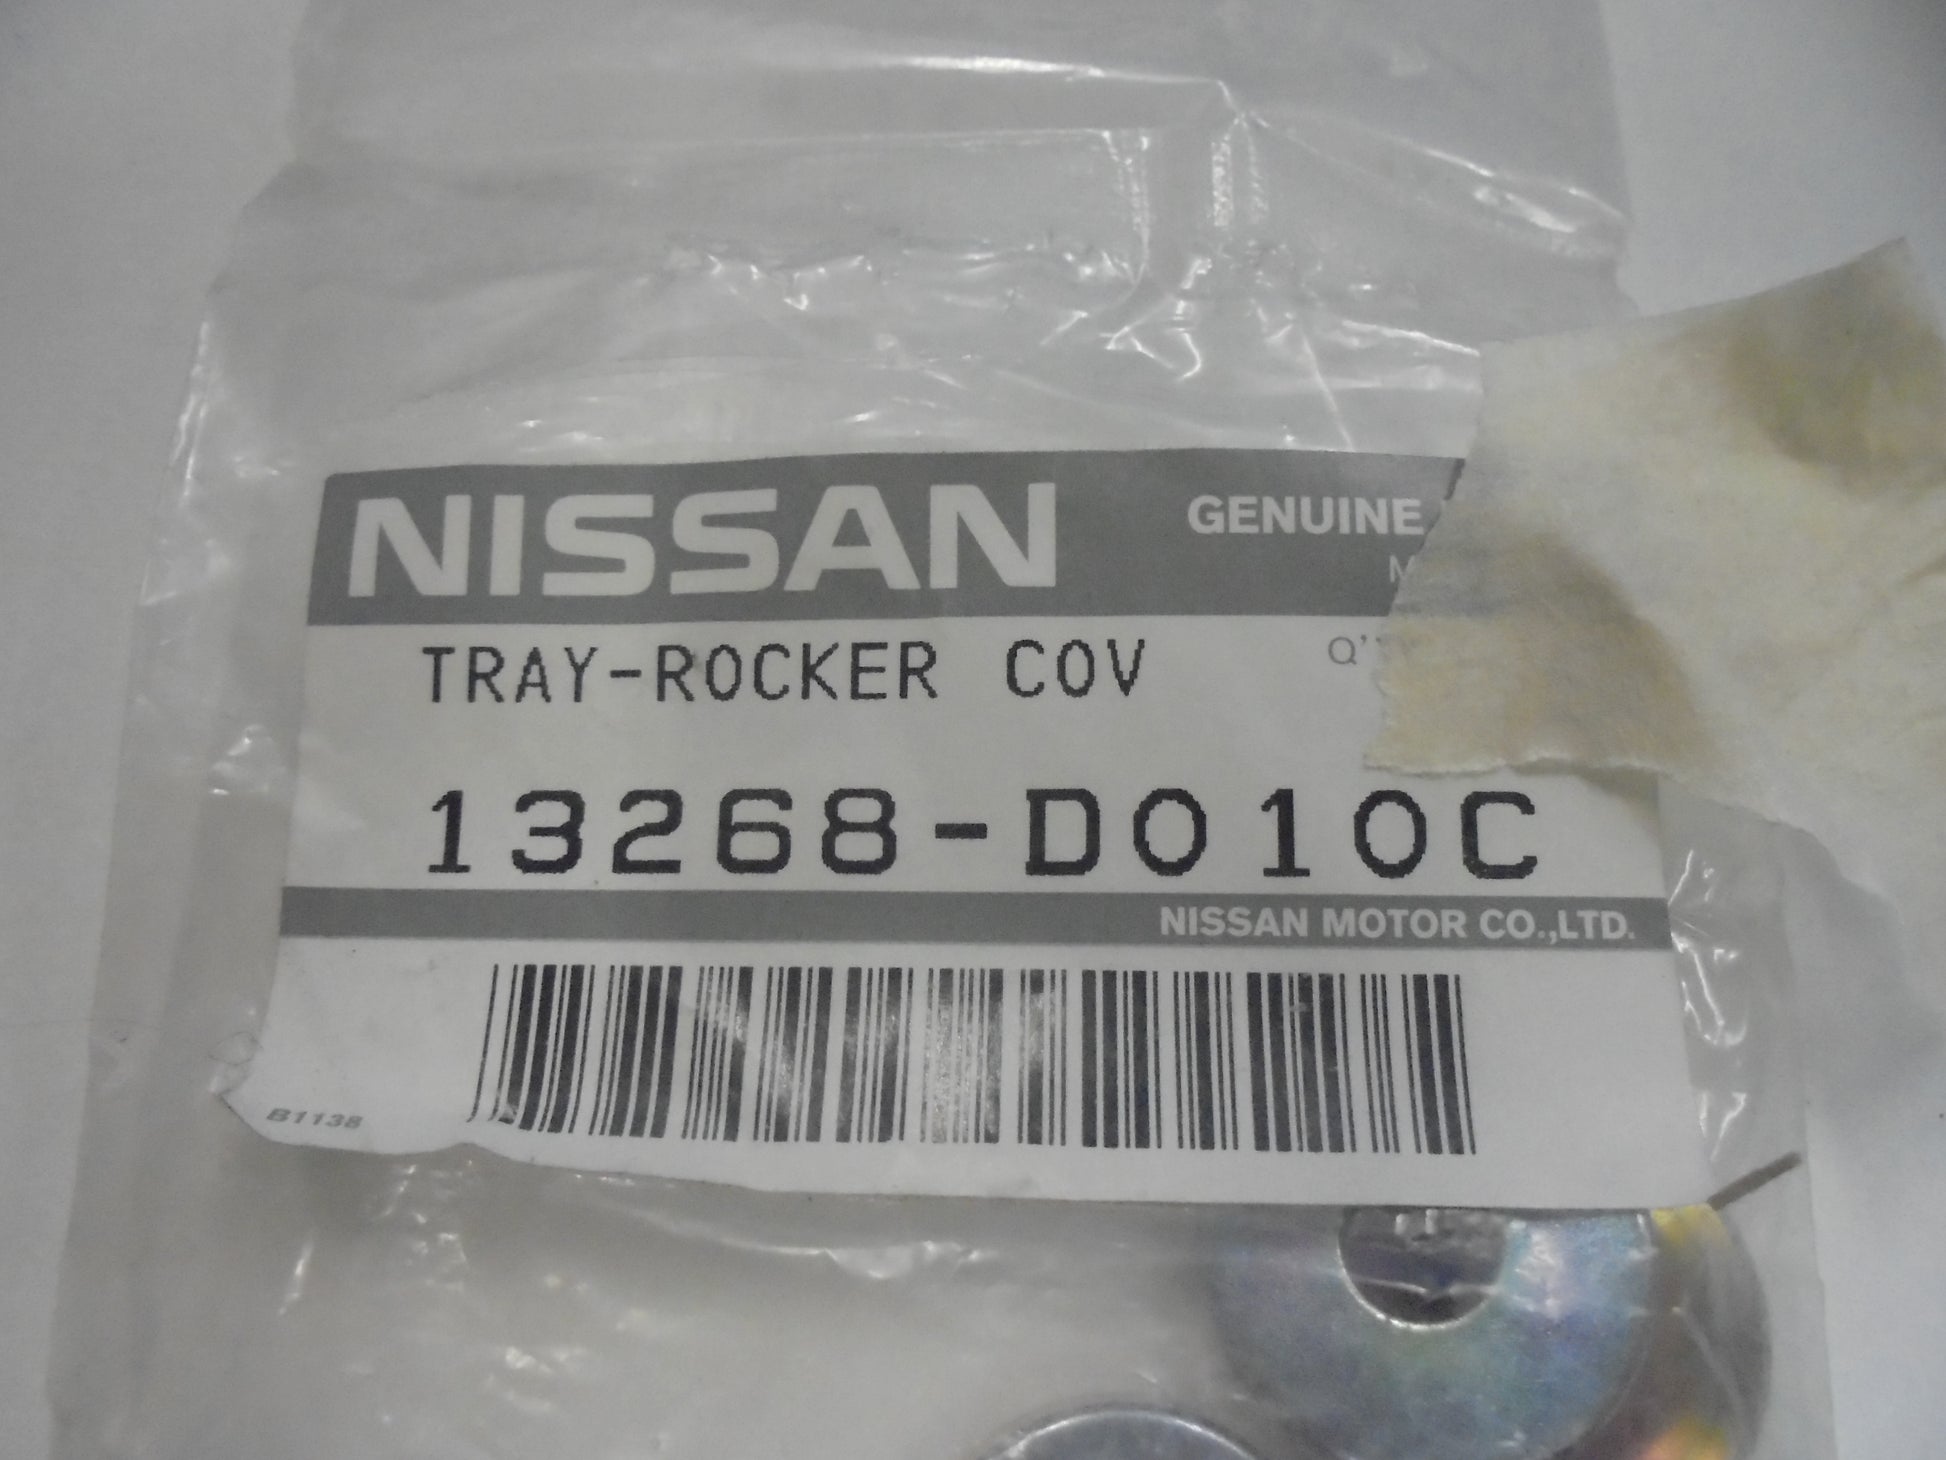 NISSAN GENUINE
TRAY-ROCKER COV
13268-D010C
NISSAN MOTOR CO.,LTD.
B1138